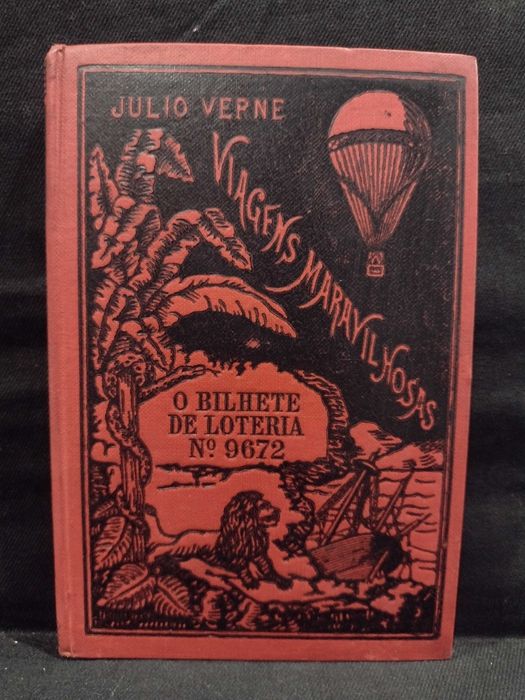 JULIO VERNE
VIAGENS MARAVILHOSAS
O BILHETE
DE LOTERIA
Nº 9672